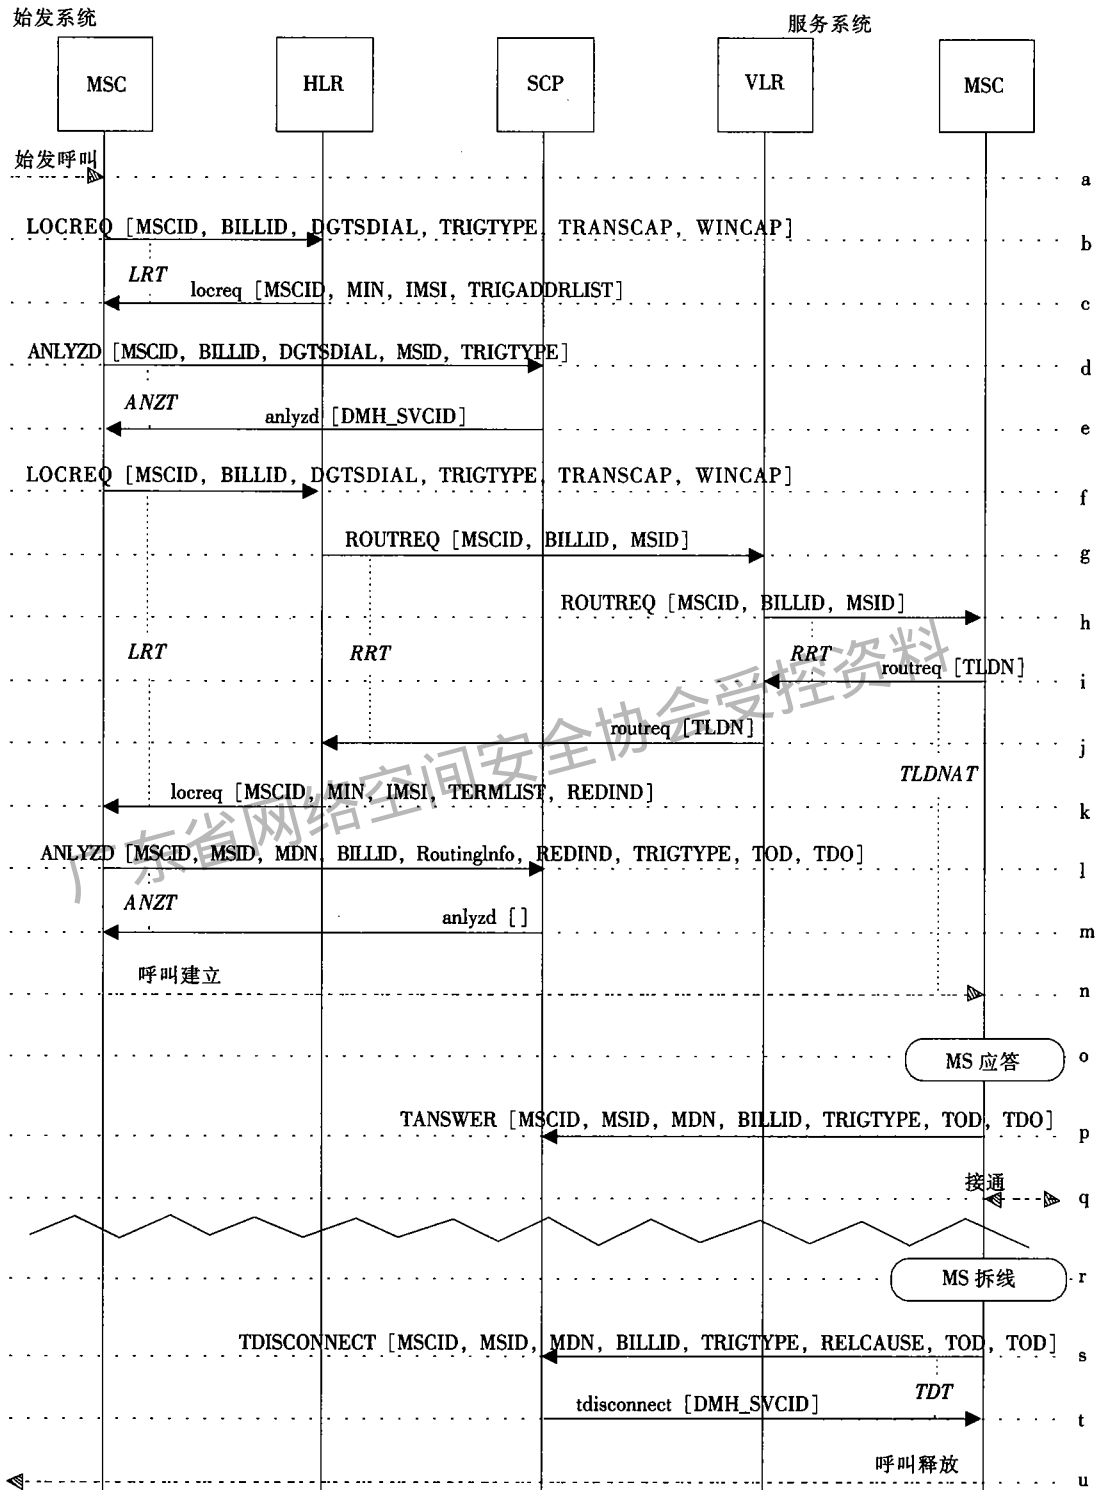 始发系统
服务系统
MSC
HLR
SCP
VLR
MSC
始发呼叫
a
LOCREQ [MSCID, BILLID, DGTSDIAL, TRIGTYPE, TRANSCAP, WINCAP]
b
LRT
locreq [MSCID, MIN, IMSI, TRIGADDRLIST]
c
ANLYZD [MSCID, BILLID, DGTSDIAL, MSID, TRIGTYPE]
d
ANZT
anlyzd [DMH_SVCID]
e
LOCREQ [MSCID, BILLID, DGTSDIAL, TRIGTYPE, TRANSCAP, WINCAP]
f
ROUTREQ [MSCID, BILLID, MSID]
g
ROUTREQ [MSCID, BILLID, MSID]
h
LRT
RRT
RRT
routreq [TLDN]
i
routreq [TLDN]
j
TLDNAT
locreq [MSCID, MIN, IMSI, TERMLIST, REDIND]
k
ANLYZD [MSCID, MSID, MDN, BILLID, RoutingInfo, REDIND, TRIGTYPE, TOD, TDO]
l
ANZT
anlyzd []
m
呼叫建立
n
MS 应答
o
TANSWER [MSCID, MSID, MDN, BILLID, TRIGTYPE, TOD, TDO]
p
接通
q
MS 拆线
r
TDISCONNECT [MSCID, MSID, MDN, BILLID, TRIGTYPE, RELCAUSE, TOD, TOD]
s
TDT
tdisconnect [DMH_SVCID]
t
呼叫释放
u
广东省网络空间安全协会受控资料